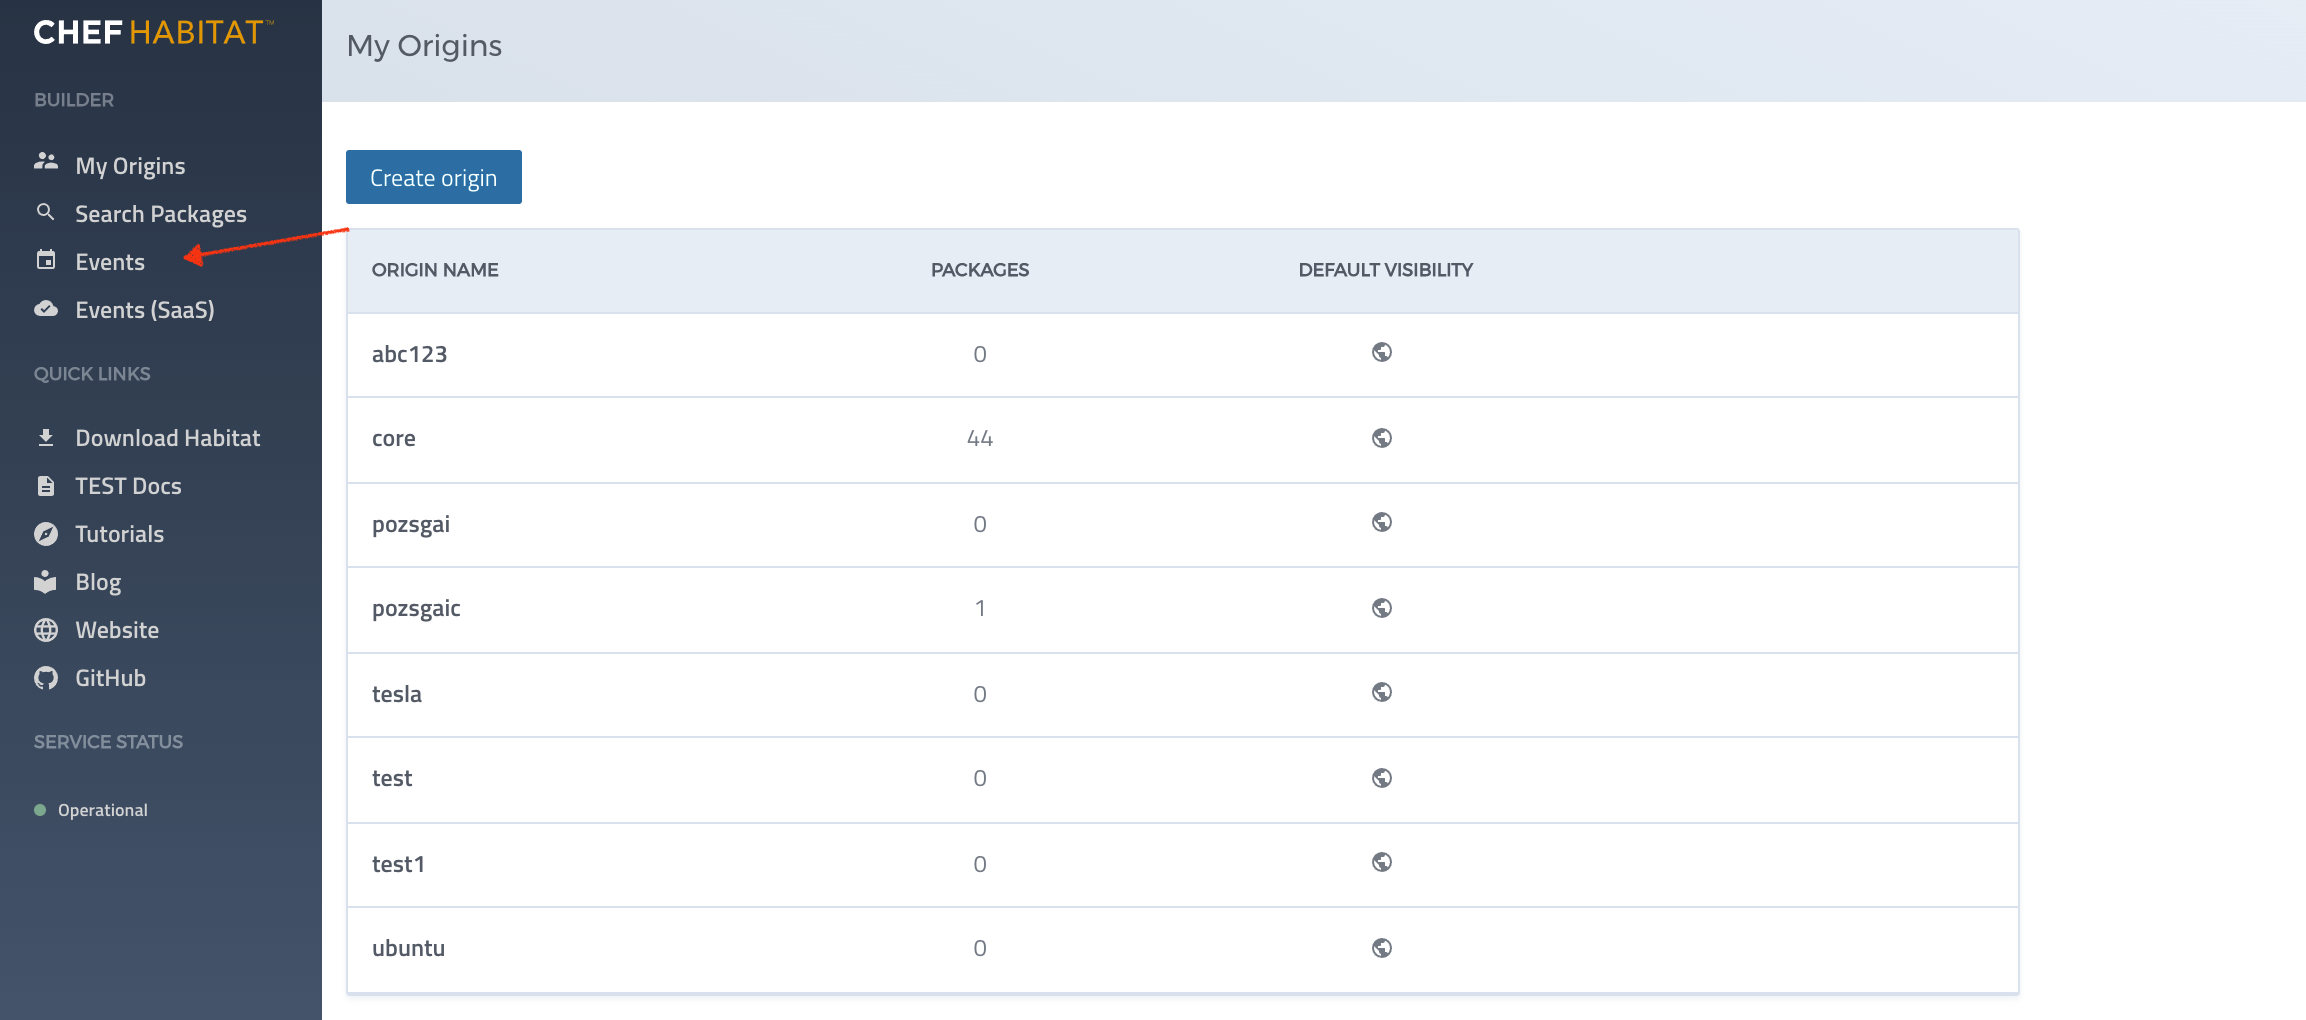 CHEF HABITAT™
BUILDER
My Origins
Search Packages
Events
Events (SaaS)
QUICK LINKS
Download Habitat
TEST Docs
Tutorials
Blog
Website
GitHub
SERVICE STATUS
Operational
My Origins
Create origin
ORIGIN NAME PACKAGES DEFAULT VISIBILITY
abc123 0
core 44
pozsgai 0
pozsgaic 1
tesla 0
test 0
test1 0
ubuntu 0